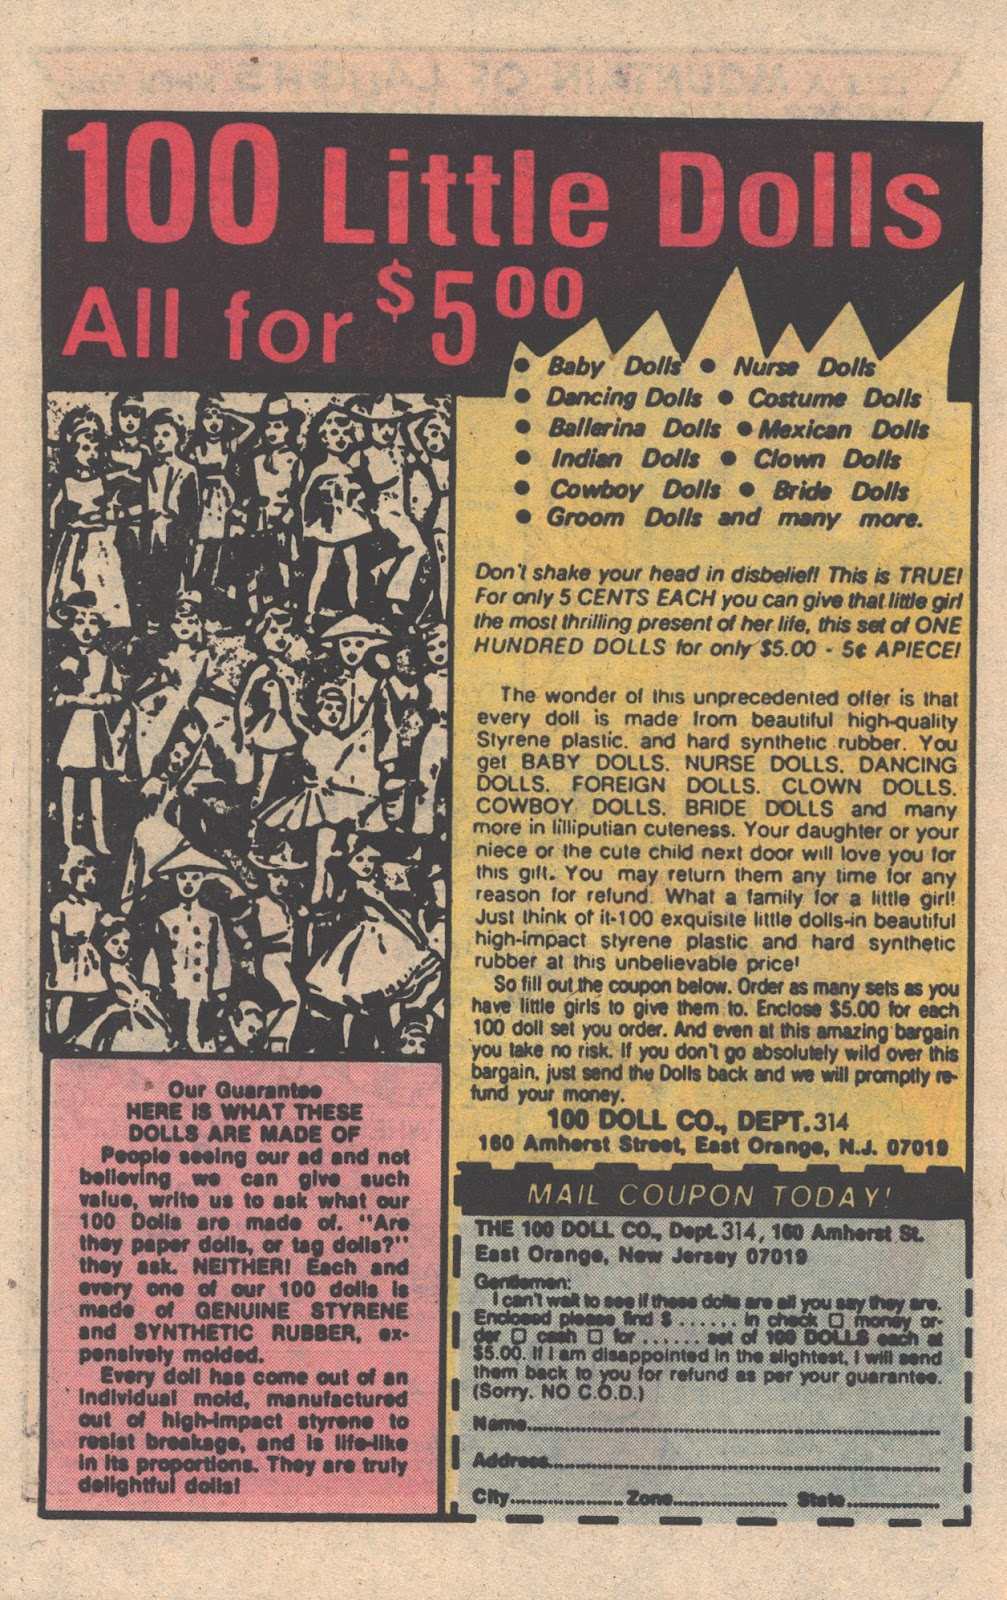 100 Little Dolls
All for $5.00
• Baby Dolls • Nurse Dolls
• Dancing Dolls • Costume Dolls
• Ballerina Dolls • Mexican Dolls
• Indian Dolls • Clown Dolls
• Cowboy Dolls • Bride Dolls
• Groom Dolls and many more.
Don't shake your head in disbelief! This is TRUE!
For only 5 CENTS EACH you can give that little girl
the most thrilling present of her life, this set of ONE
HUNDRED DOLLS for only $5.00 - 5¢ APIECE!
The wonder of this unprecedented offer is that
every doll is made from beautiful high-quality
Styrene plastic. and hard synthetic rubber. You
get BABY DOLLS. NURSE DOLLS. DANCING
DOLLS. FOREIGN DOLLS. CLOWN DOLLS.
COWBOY DOLLS. BRIDE DOLLS and many
more in lilliputian cuteness. Your daughter or your
niece or the cute child next door will love you for
this gift. You may return them any time for any
reason for refund. What a family for a little girl!
Just think of it-100 exquisite little dolls-in beautiful
high-impact styrene plastic and hard synthetic
rubber at this unbelievable price!
So fill out the coupon below. Order as many sets as you
have little girls to give them to. Enclose $5.00 for each
100 doll set you order. And even at this amazing bargain
you take no risk. If you don't go absolutely wild over this
bargain, just send the Dolls back and we will promptly re-
fund your money.
100 DOLL CO., DEPT. 314
160 Amherst Street, East Orange, N.J. 07019
Our Guarantee
HERE IS WHAT THESE
DOLLS ARE MADE OF
People seeing our ad and not
believing we can give such
value, write us to ask what our
100 Dolls are made of. "Are
they paper dolls, or tag dolls?"
they ask. NEITHER! Each and
every one of our 100 dolls is
made of GENUINE STYRENE
and SYNTHETIC RUBBER, ex-
pensively molded.
Every doll has come out of an
individual mold, manufactured
out of high-impact styrene to
resist breakage, and is life-like
in its proportions. They are truly
delightful dolls!
MAIL COUPON TODAY!
THE 100 DOLL CO., Dept. 314, 160 Amherst St.
East Orange, New Jersey 07019
Gentlemen:
I can't wait to see if these dolls are all you say they are.
Enclosed please find $ ...... in check □ money or-
der □ cash □ for ...... set of 100 DOLLS each at
$5.00. If I am disappointed in the slightest, I will send
them back to you for refund as per your guarantee.
(Sorry. NO C.O.D.)
Name
Address
City Zone State